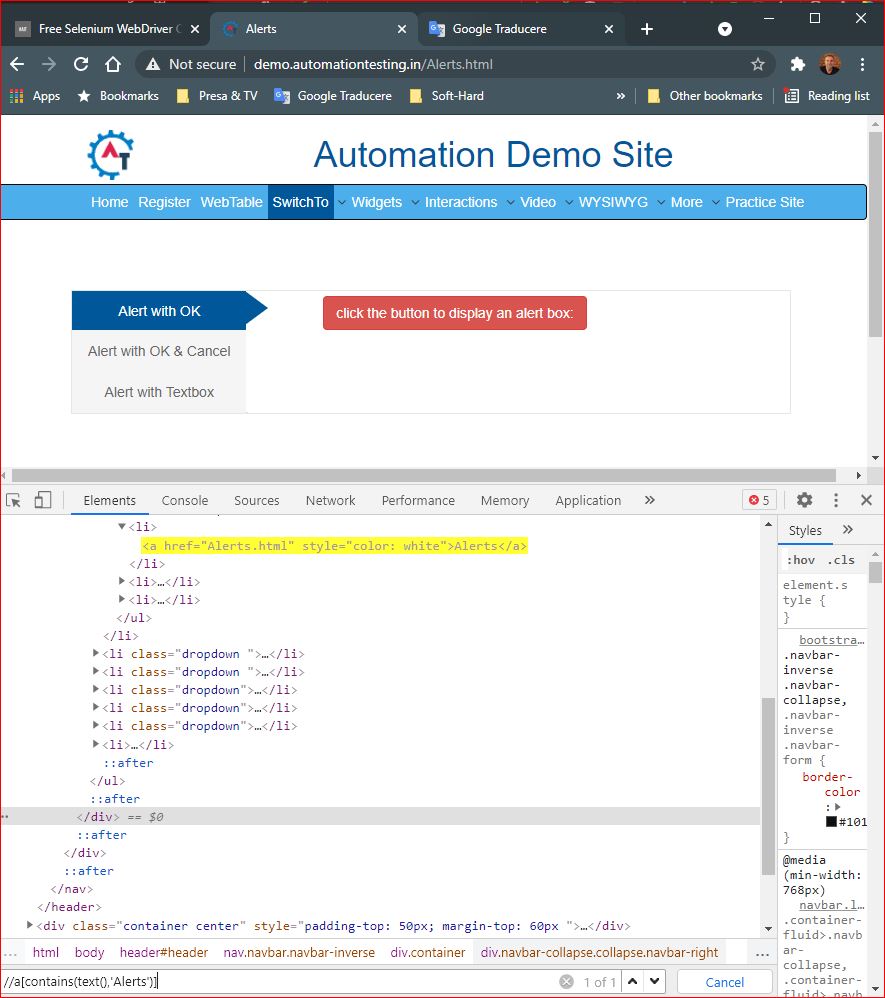 Free Selenium WebDriver
Alerts
Google Traducere
Not secure
demo.automationtesting.in/Alerts.html
Apps
Bookmarks
Presa & TV
Google Traducere
Soft-Hard
»
Other bookmarks
Reading list
AT
Automation Demo Site
Home Register WebTable SwitchTo Widgets Interactions Video WYSIWYG More Practice Site
Alert with OK
click the button to display an alert box:
Alert with OK & Cancel
Alert with Textbox
Elements Console Sources Network Performance Memory Application » 5
<li>
<a href="Alerts.html" style="color: white">Alerts</a>
</li>
<li>…</li>
<li>…</li>
</ul>
</li>
<li class="dropdown ">…</li>
<li class="dropdown ">…</li>
<li class="dropdown">…</li>
<li class="dropdown">…</li>
<li class="dropdown">…</li>
<li>…</li>
::after
</ul>
::after
</div> == $0
::after
</div>
::after
</nav>
</header>
<div class="container center" style="padding-top: 50px; margin-top: 60px ">…</div>
... html body header#header nav.navbar.navbar-inverse div.container div.navbar-collapse.collapse.navbar-right ...
//a[contains(text(),'Alerts')]
1 of 1
Cancel
Styles »
:hov .cls
element.s
tyle {
}
bootstra…
.navbar-
inverse
.navbar-
collapse,
.navbar-
inverse
.navbar-
form {
border-
color
:
#101
}
@media
(min-width:
768px)
navbar.l…
.container-
fluid>.navb
ar-
collapse,
.container-
fluid>.navb